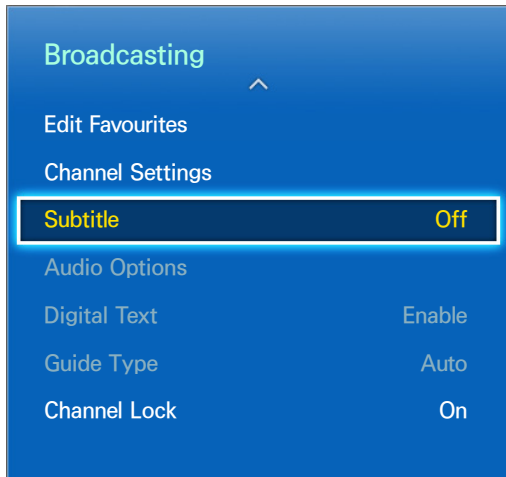 Broadcasting
Edit Favourites
Channel Settings
Subtitle Off
Audio Options
Digital Text Enable
Guide Type Auto
Channel Lock On